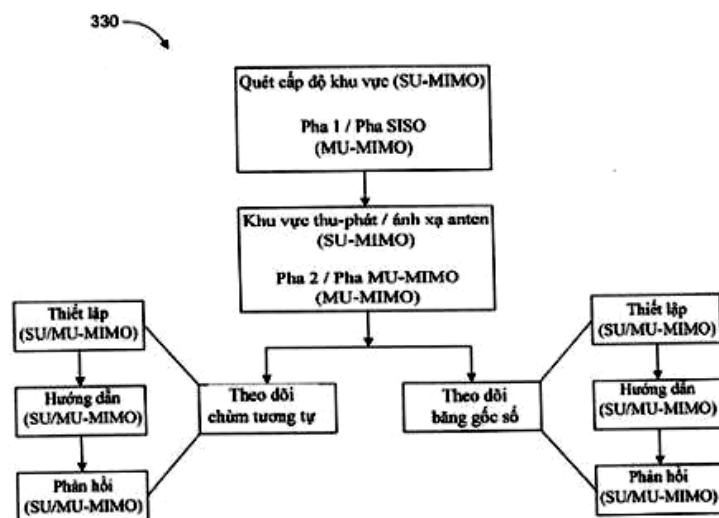 330
Quét cấp độ khu vực (SU-MIMO)
Pha 1 / Pha SISO
(MU-MIMO)
Khu vực thu-phát / ánh xạ anten
(SU-MIMO)
Pha 2 / Pha MU-MIMO
(MU-MIMO)
Thiết lập
(SU/MU-MIMO)
Hướng dẫn
(SU/MU-MIMO)
Phản hồi
(SU/MU-MIMO)
Theo dõi
chùm tương tự
Theo dõi
băng gốc số
Thiết lập
(SU/MU-MIMO)
Hướng dẫn
(SU/MU-MIMO)
Phản hồi
(SU/MU-MIMO)